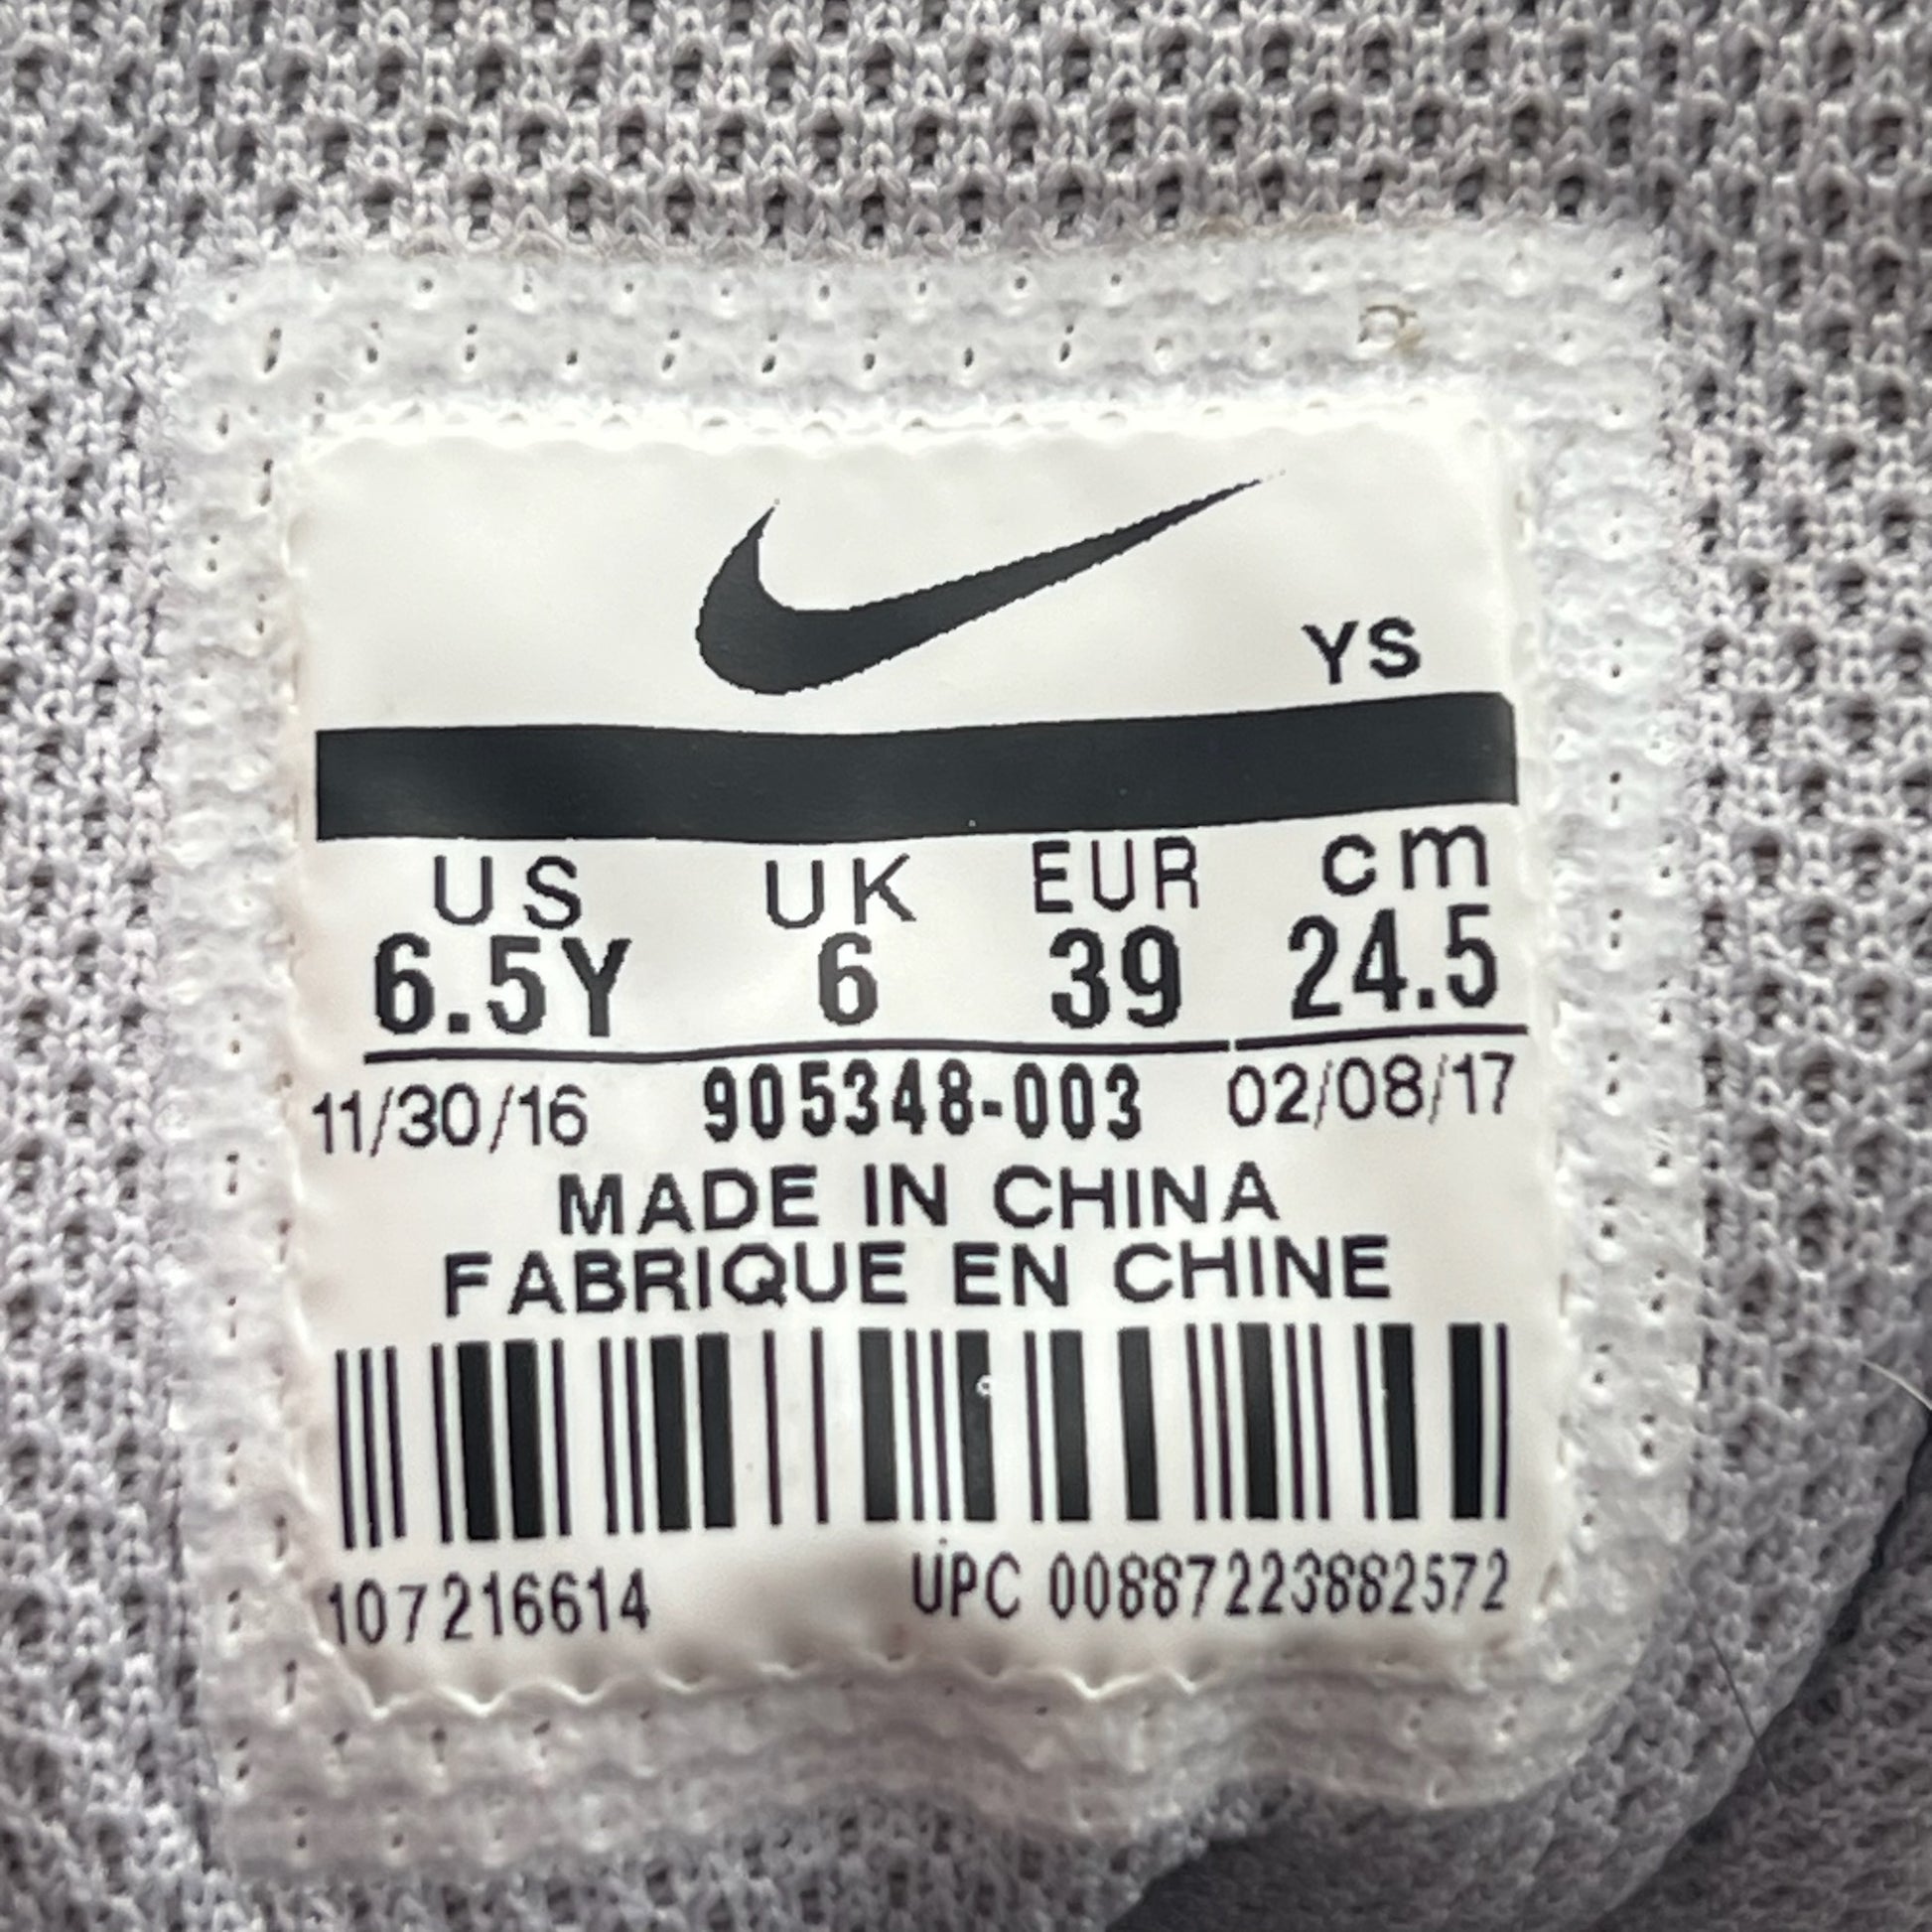 YS
US UK EUR cm
6.5Y 6 39 24.5
11/30/16 905348-003 02/08/17
MADE IN CHINA
FABRIQUE EN CHINE
107216614 UPC 00887223882572